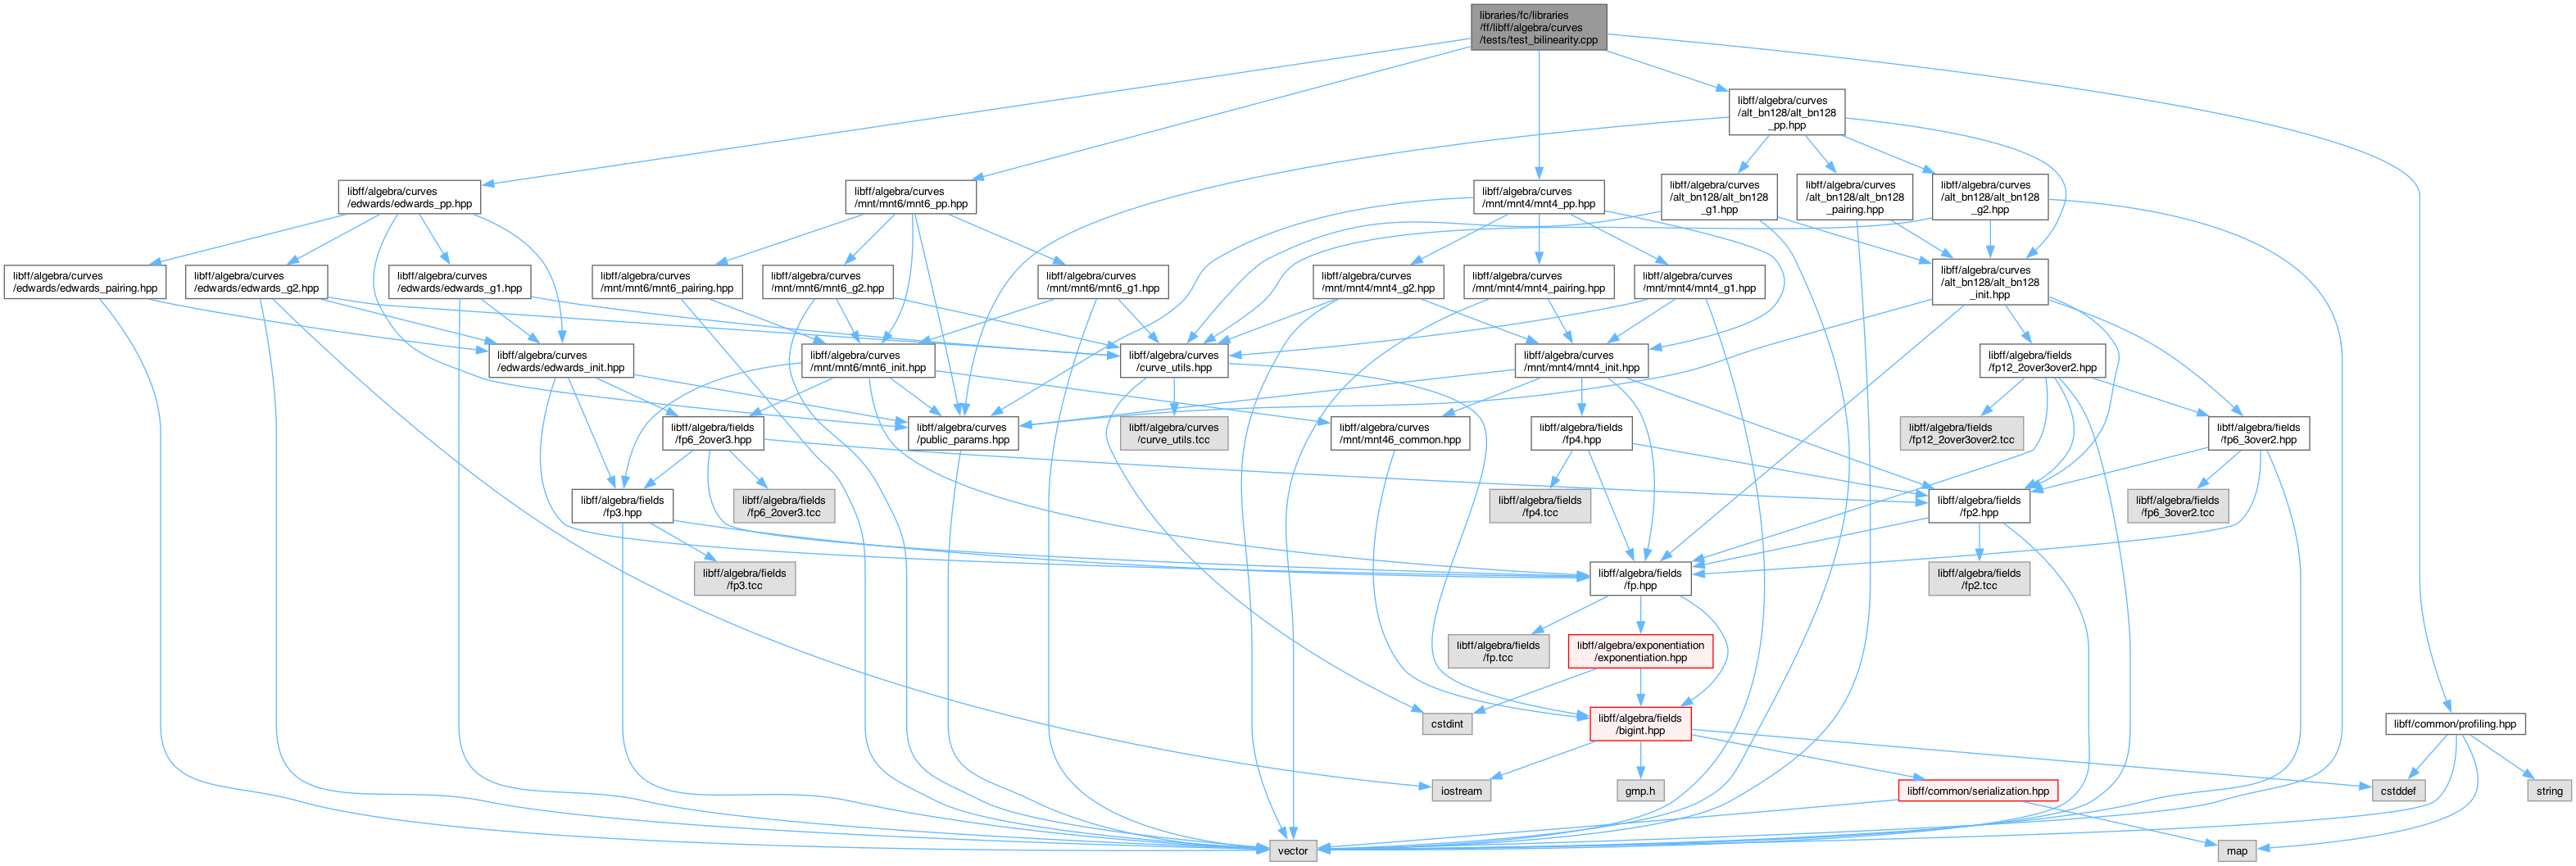 libraries/fc/libraries
/ff/libff/algebra/curves
/tests/test_bilinearity.cpp
libff/algebra/curves
/alt_bn128/alt_bn128
_pp.hpp
libff/algebra/curves
/edwards/edwards_pp.hpp
libff/algebra/curves
/mnt/mnt6/mnt6_pp.hpp
libff/algebra/curves
/mnt/mnt4/mnt4_pp.hpp
libff/algebra/curves
/alt_bn128/alt_bn128
_g1.hpp
libff/algebra/curves
/alt_bn128/alt_bn128
_pairing.hpp
libff/algebra/curves
/alt_bn128/alt_bn128
_g2.hpp
libff/algebra/curves
/edwards/edwards_pairing.hpp
libff/algebra/curves
/edwards/edwards_g2.hpp
libff/algebra/curves
/edwards/edwards_g1.hpp
libff/algebra/curves
/mnt/mnt6/mnt6_pairing.hpp
libff/algebra/curves
/mnt/mnt6/mnt6_g2.hpp
libff/algebra/curves
/mnt/mnt6/mnt6_g1.hpp
libff/algebra/curves
/mnt/mnt4/mnt4_g2.hpp
libff/algebra/curves
/mnt/mnt4/mnt4_pairing.hpp
libff/algebra/curves
/mnt/mnt4/mnt4_g1.hpp
libff/algebra/curves
/alt_bn128/alt_bn128
_init.hpp
libff/algebra/curves
/edwards/edwards_init.hpp
libff/algebra/curves
/mnt/mnt6/mnt6_init.hpp
libff/algebra/curves
/curve_utils.hpp
libff/algebra/curves
/mnt/mnt4/mnt4_init.hpp
libff/algebra/fields
/fp12_2over3over2.hpp
libff/algebra/fields
/fp6_2over3.hpp
libff/algebra/curves
/public_params.hpp
libff/algebra/curves
/curve_utils.tcc
libff/algebra/curves
/mnt/mnt46_common.hpp
libff/algebra/fields
/fp4.hpp
libff/algebra/fields
/fp12_2over3over2.tcc
libff/algebra/fields
/fp6_3over2.hpp
libff/algebra/fields
/fp3.hpp
libff/algebra/fields
/fp6_2over3.tcc
libff/algebra/fields
/fp4.tcc
libff/algebra/fields
/fp2.hpp
libff/algebra/fields
/fp6_3over2.tcc
libff/algebra/fields
/fp3.tcc
libff/algebra/fields
/fp.hpp
libff/algebra/fields
/fp2.tcc
libff/algebra/fields
/fp.tcc
libff/algebra/exponentiation
/exponentiation.hpp
cstdint
libff/algebra/fields
/bigint.hpp
libff/common/profiling.hpp
iostream
gmp.h
libff/common/serialization.hpp
cstddef
string
vector
map